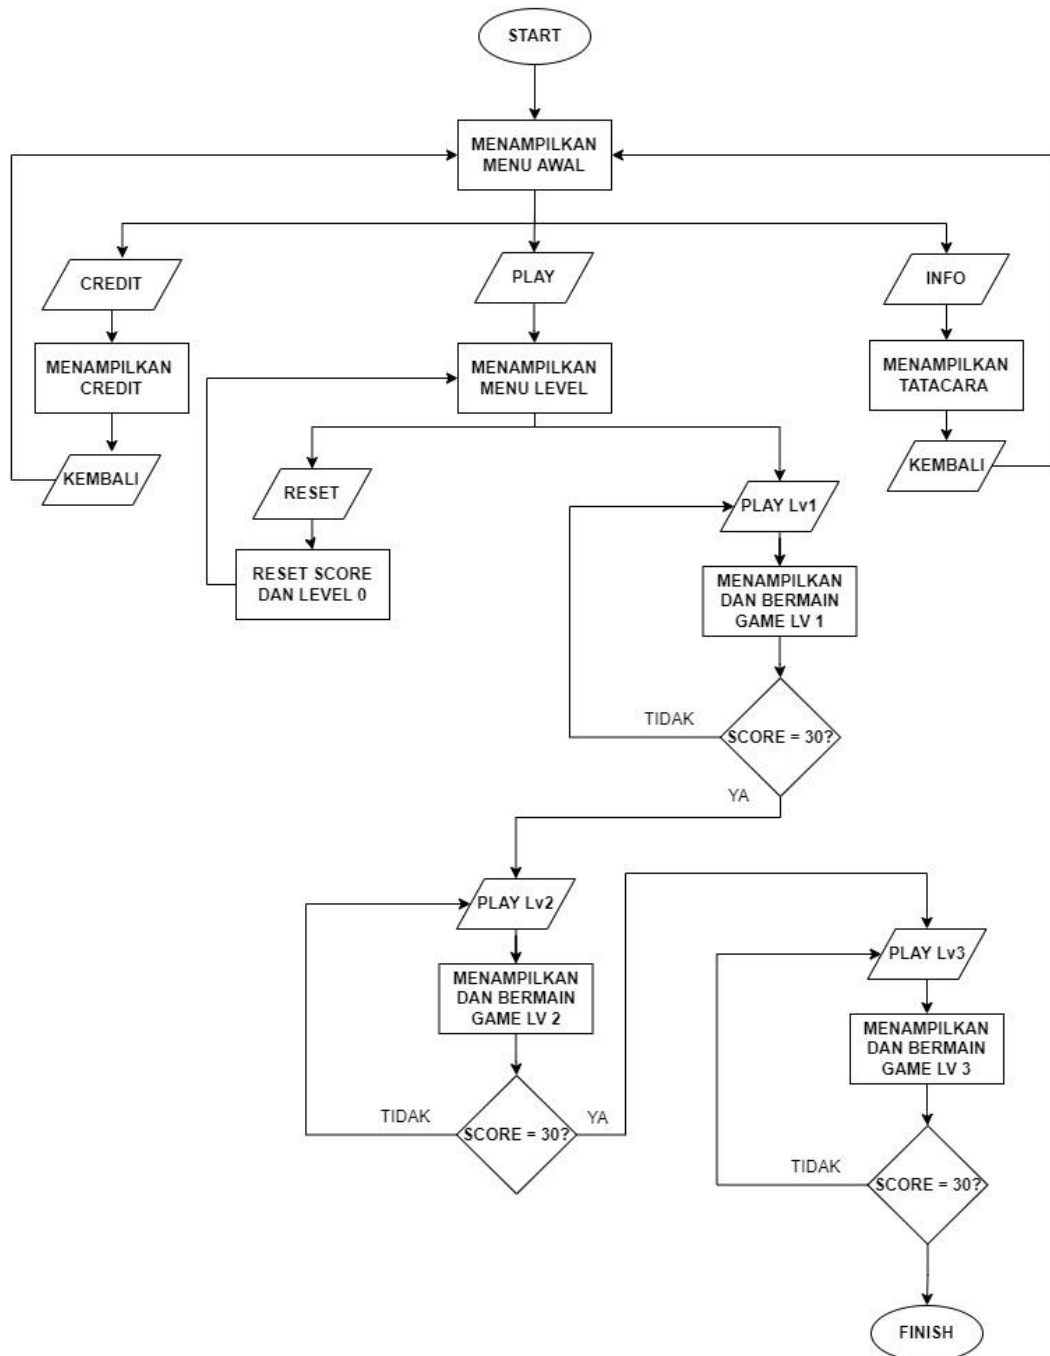 START
MENAMPILKAN
MENU AWAL
CREDIT
PLAY
INFO
MENAMPILKAN
CREDIT
MENAMPILKAN
MENU LEVEL
MENAMPILKAN
TATACARA
KEMBALI
RESET
PLAY Lv1
KEMBALI
RESET SCORE
DAN LEVEL 0
MENAMPILKAN
DAN BERMAIN
GAME LV 1
TIDAK
SCORE = 30?
YA
PLAY Lv2
MENAMPILKAN
DAN BERMAIN
GAME LV 2
TIDAK
SCORE = 30?
YA
PLAY Lv3
MENAMPILKAN
DAN BERMAIN
GAME LV 3
TIDAK
SCORE = 30?
FINISH